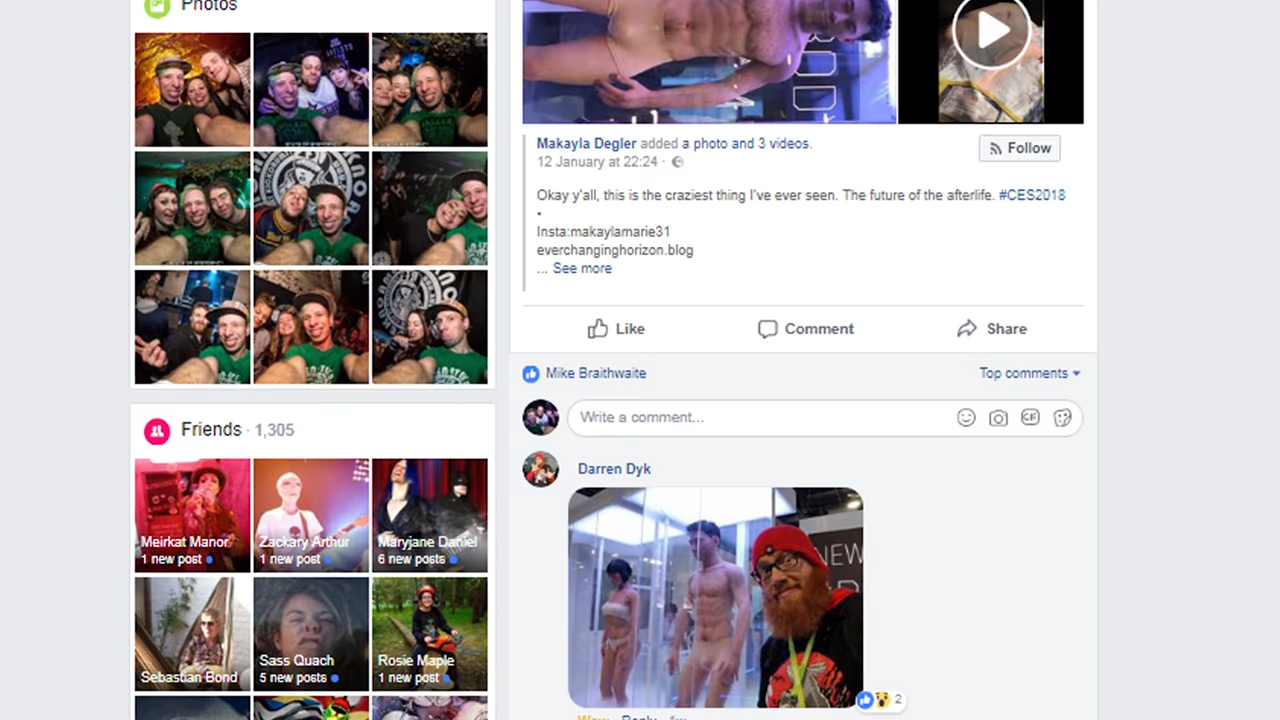 Photos
Makayla Degler added a photo and 3 videos.
12 January at 22:24 ·
Follow
Okay y'all, this is the craziest thing I've ever seen. The future of the afterlife. #CES2018
•
Insta:makaylamarie31
everchanginghorizon.blog
... See more
Like
Comment
Share
Mike Braithwaite
Top comments
Write a comment...
GIF
Friends · 1,305
Darren Dyk
NEW
Meirkat Manor
1 new post
Zackary Arthur
1 new post
Maryjane Daniel
6 new posts
Sebastian Bond
Sass Quach
5 new posts
Rosie Maple
1 new post
2